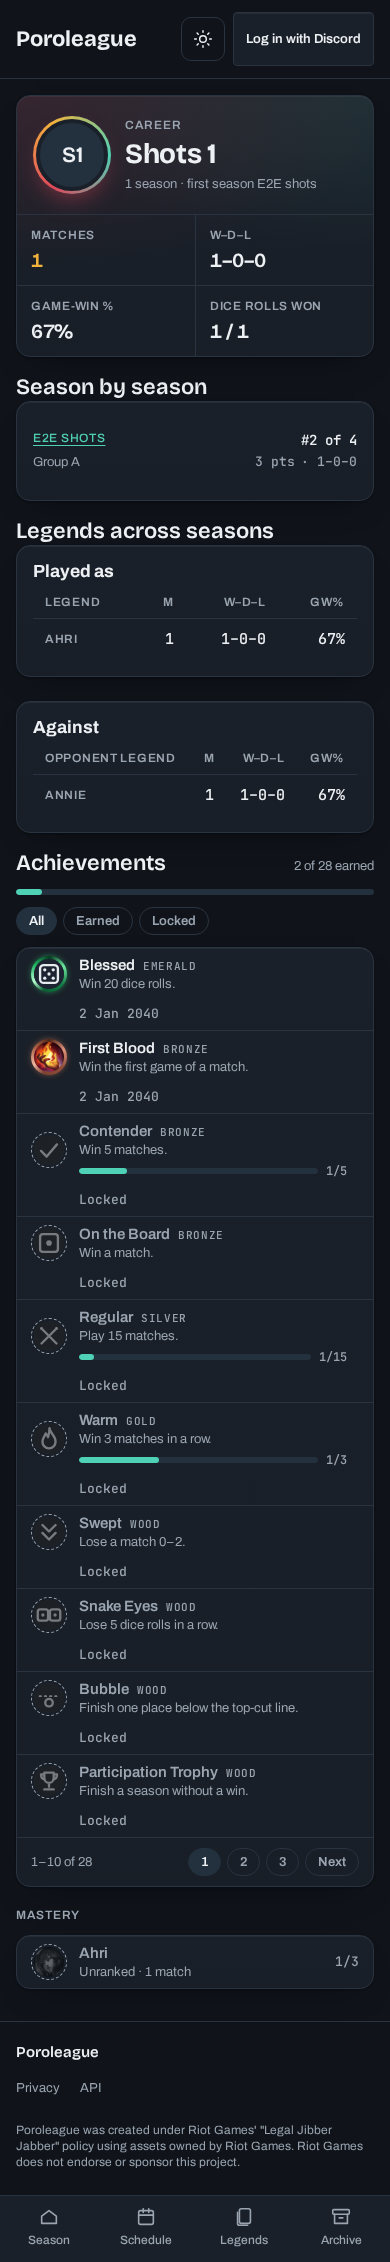 Poroleague
Log in with Discord
S1
CAREER
Shots 1
1 season · first season E2E shots
MATCHES
1
W–D–L
1–0–0
GAME-WIN %
67%
DICE ROLLS WON
1 / 1
Season by season
E2E SHOTS
#2 of 4
Group A
3 pts · 1-0-0
Legends across seasons
Played as
LEGEND M W–D–L GW%
AHRI 1 1-0-0 67%
Against
OPPONENT LEGEND M W–D–L GW%
ANNIE 1 1-0-0 67%
Achievements
2 of 28 earned
All Earned Locked
Blessed EMERALD
Win 20 dice rolls.
2 Jan 2040
First Blood BRONZE
Win the first game of a match.
2 Jan 2040
Contender BRONZE
Win 5 matches.
1/5
Locked
On the Board BRONZE
Win a match.
Locked
Regular SILVER
Play 15 matches.
1/15
Locked
Warm GOLD
Win 3 matches in a row.
1/3
Locked
Swept WOOD
Lose a match 0–2.
Locked
Snake Eyes WOOD
Lose 5 dice rolls in a row.
Locked
Bubble WOOD
Finish one place below the top-cut line.
Locked
Participation Trophy WOOD
Finish a season without a win.
Locked
1–10 of 28
1 2 3 Next
MASTERY
Ahri
Unranked · 1 match
1/3
Poroleague
Privacy API
Poroleague was created under Riot Games' "Legal Jibber
Jabber" policy using assets owned by Riot Games. Riot Games
does not endorse or sponsor this project.
Season Schedule Legends Archive